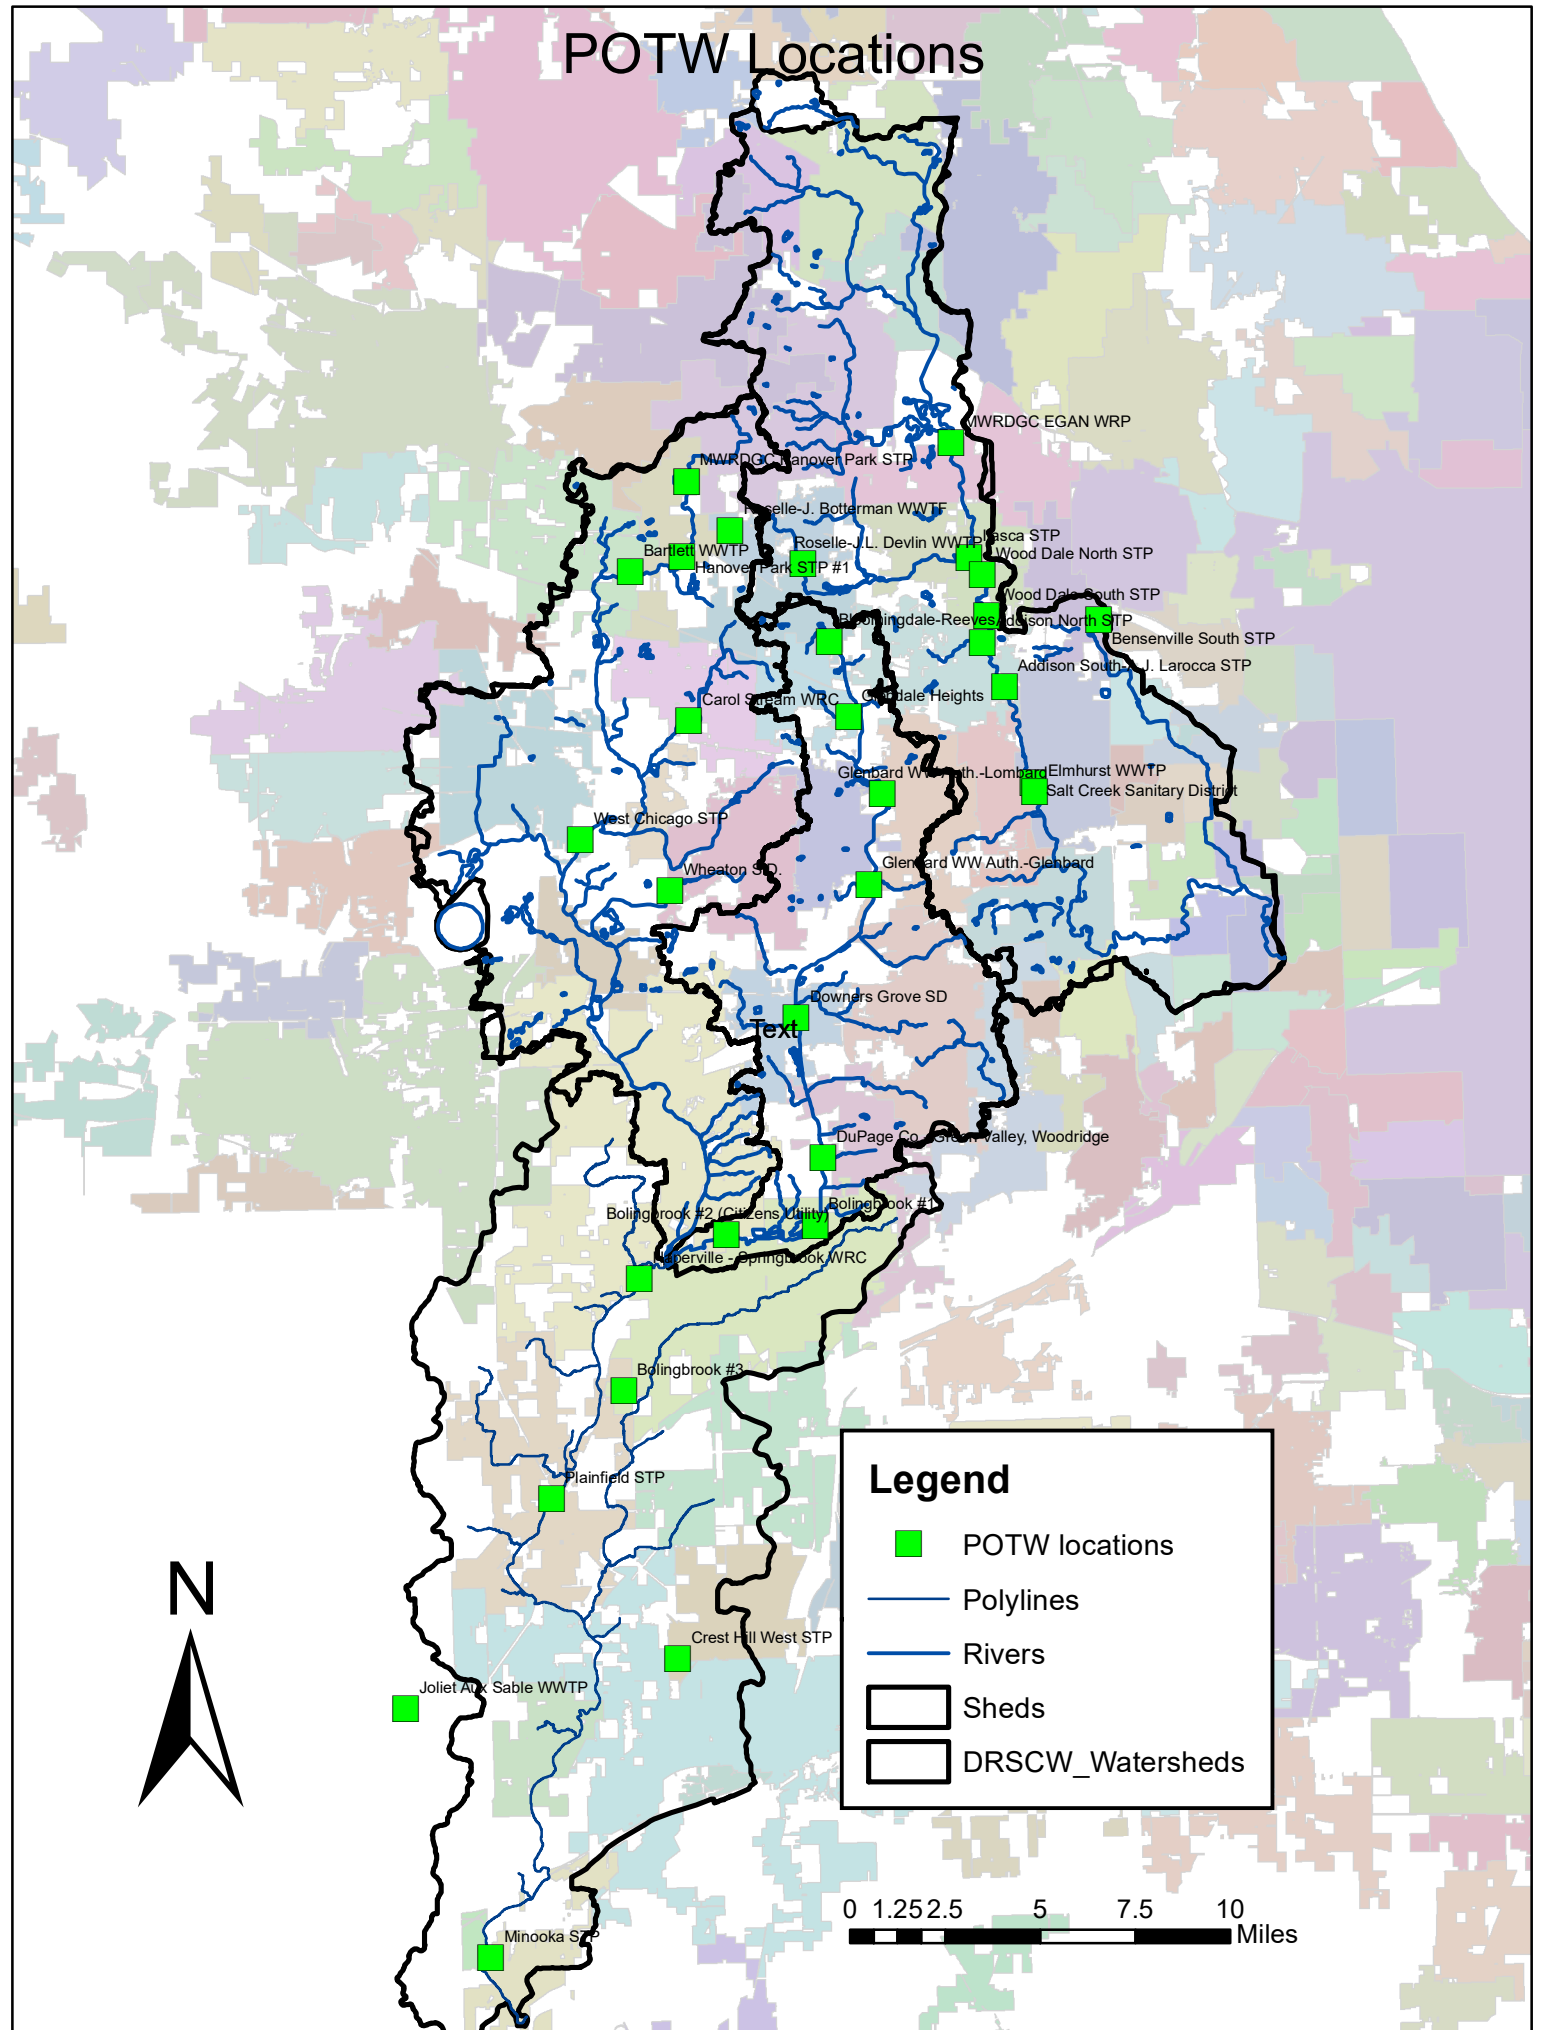 POTW Locations
MWRDGC EGAN WRP
MWRDGC Hanover Park STP
Roselle-J. Botterman WWTF
Roselle-J.L. Devlin WWTP
Itasca STP
Bartlett WWTP
Wood Dale North STP
Hanover Park STP #1
Wood Dale South STP
Bloomingdale-Reeves
Addison North STP
Bensenville South STP
Addison South-A.J. Larocca STP
Carol Stream WRC
Glendale Heights
Glenbard WW Auth.-Lombard
Elmhurst WWTP
Salt Creek Sanitary District
West Chicago STP
Glenbard WW Auth.-Glenbard
Wheaton S.D.
Downers Grove SD
Text
DuPage Co.-Green Valley, Woodridge
Bolingbrook #1
Bolingbrook #2 (Citizens Utility)
Naperville - Springbrook WRC
Bolingbrook #3
Plainfield STP
Crest Hill West STP
Joliet Aux Sable WWTP
Minooka STP
N
Legend
POTW locations
Polylines
Rivers
Sheds
DRSCW_Watersheds
0 1.25 2.5 5 7.5 10
Miles